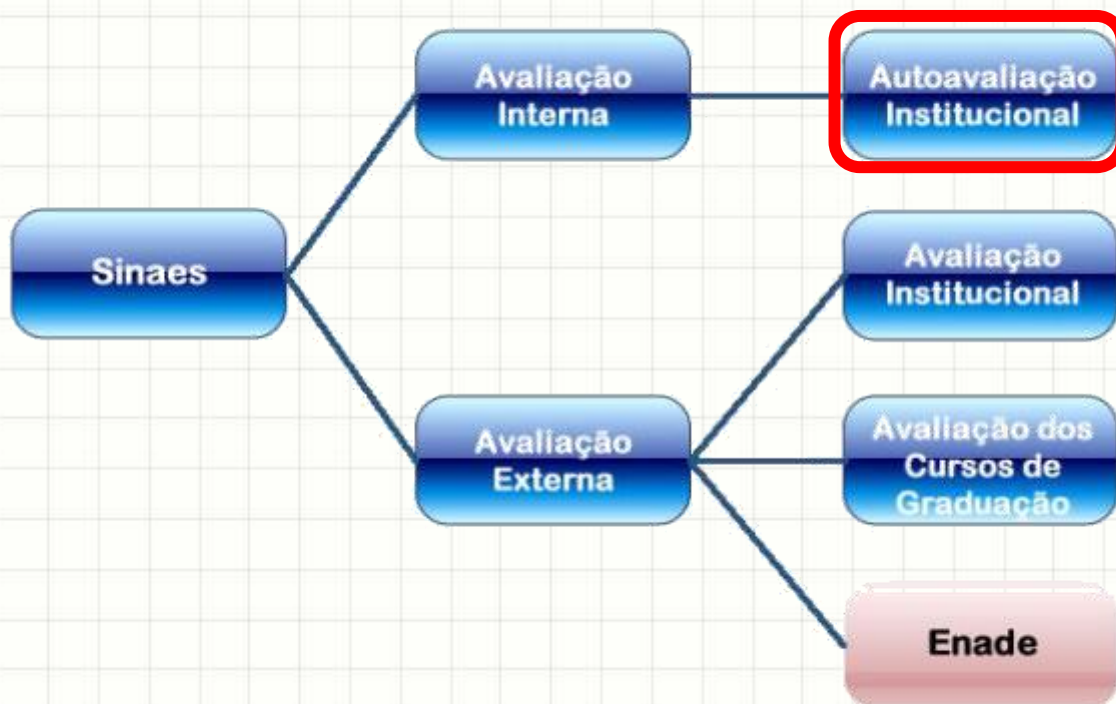 Avaliação
Interna
Autoavaliação
Institucional
Sinaes
Avaliação
Institucional
Avaliação
Externa
Avaliação dos
Cursos de
Graduação
Enade